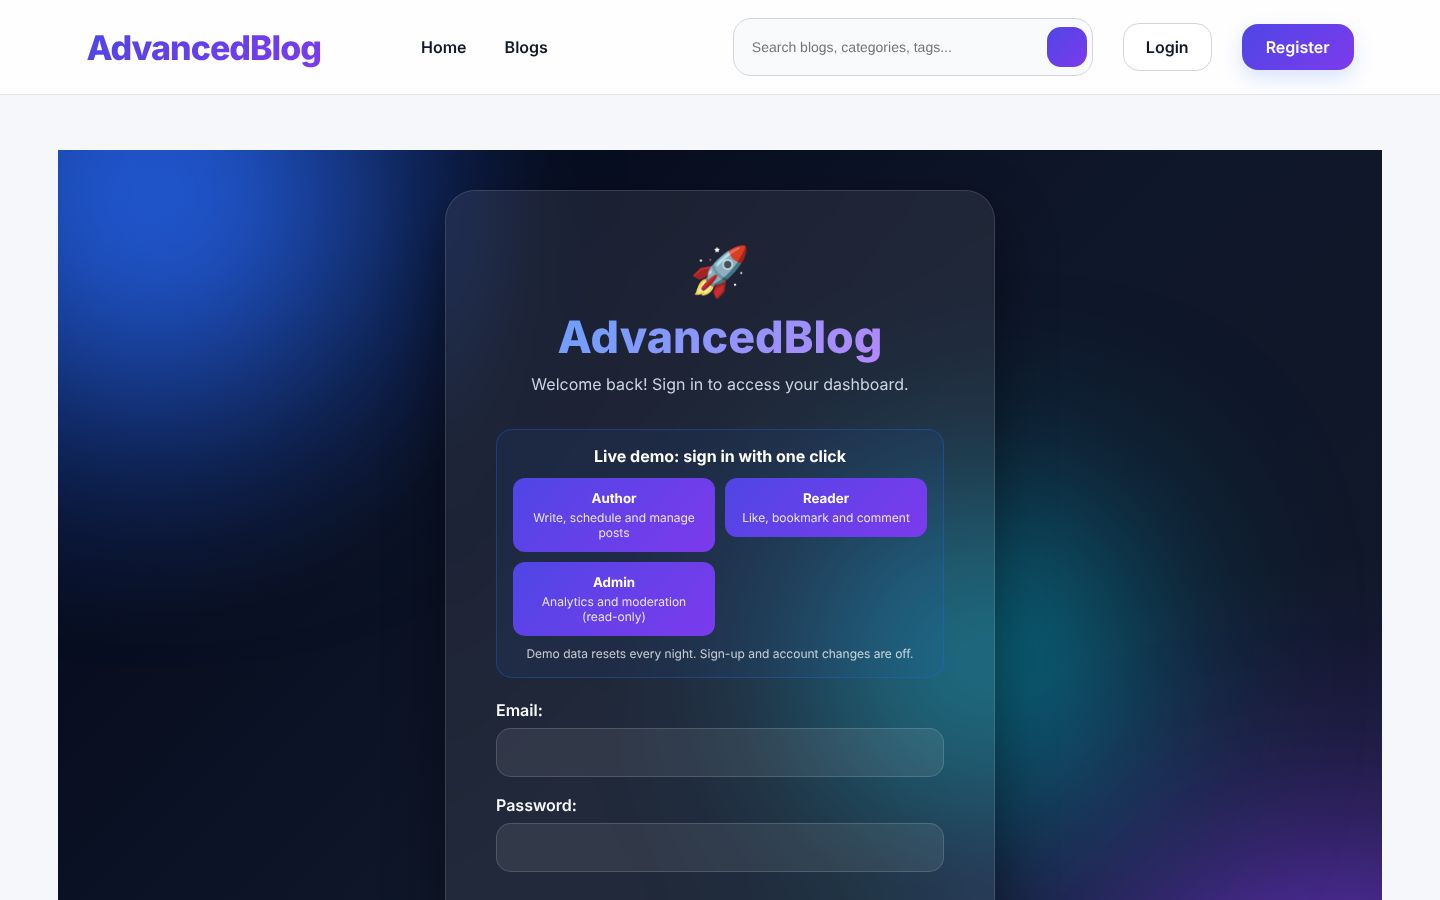 AdvancedBlog
Home
Blogs
Search blogs, categories, tags...
Login
Register
AdvancedBlog
Welcome back! Sign in to access your dashboard.
Live demo: sign in with one click
Author
Write, schedule and manage
posts
Reader
Like, bookmark and comment
Admin
Analytics and moderation
(read-only)
Demo data resets every night. Sign-up and account changes are off.
Email:
Password: